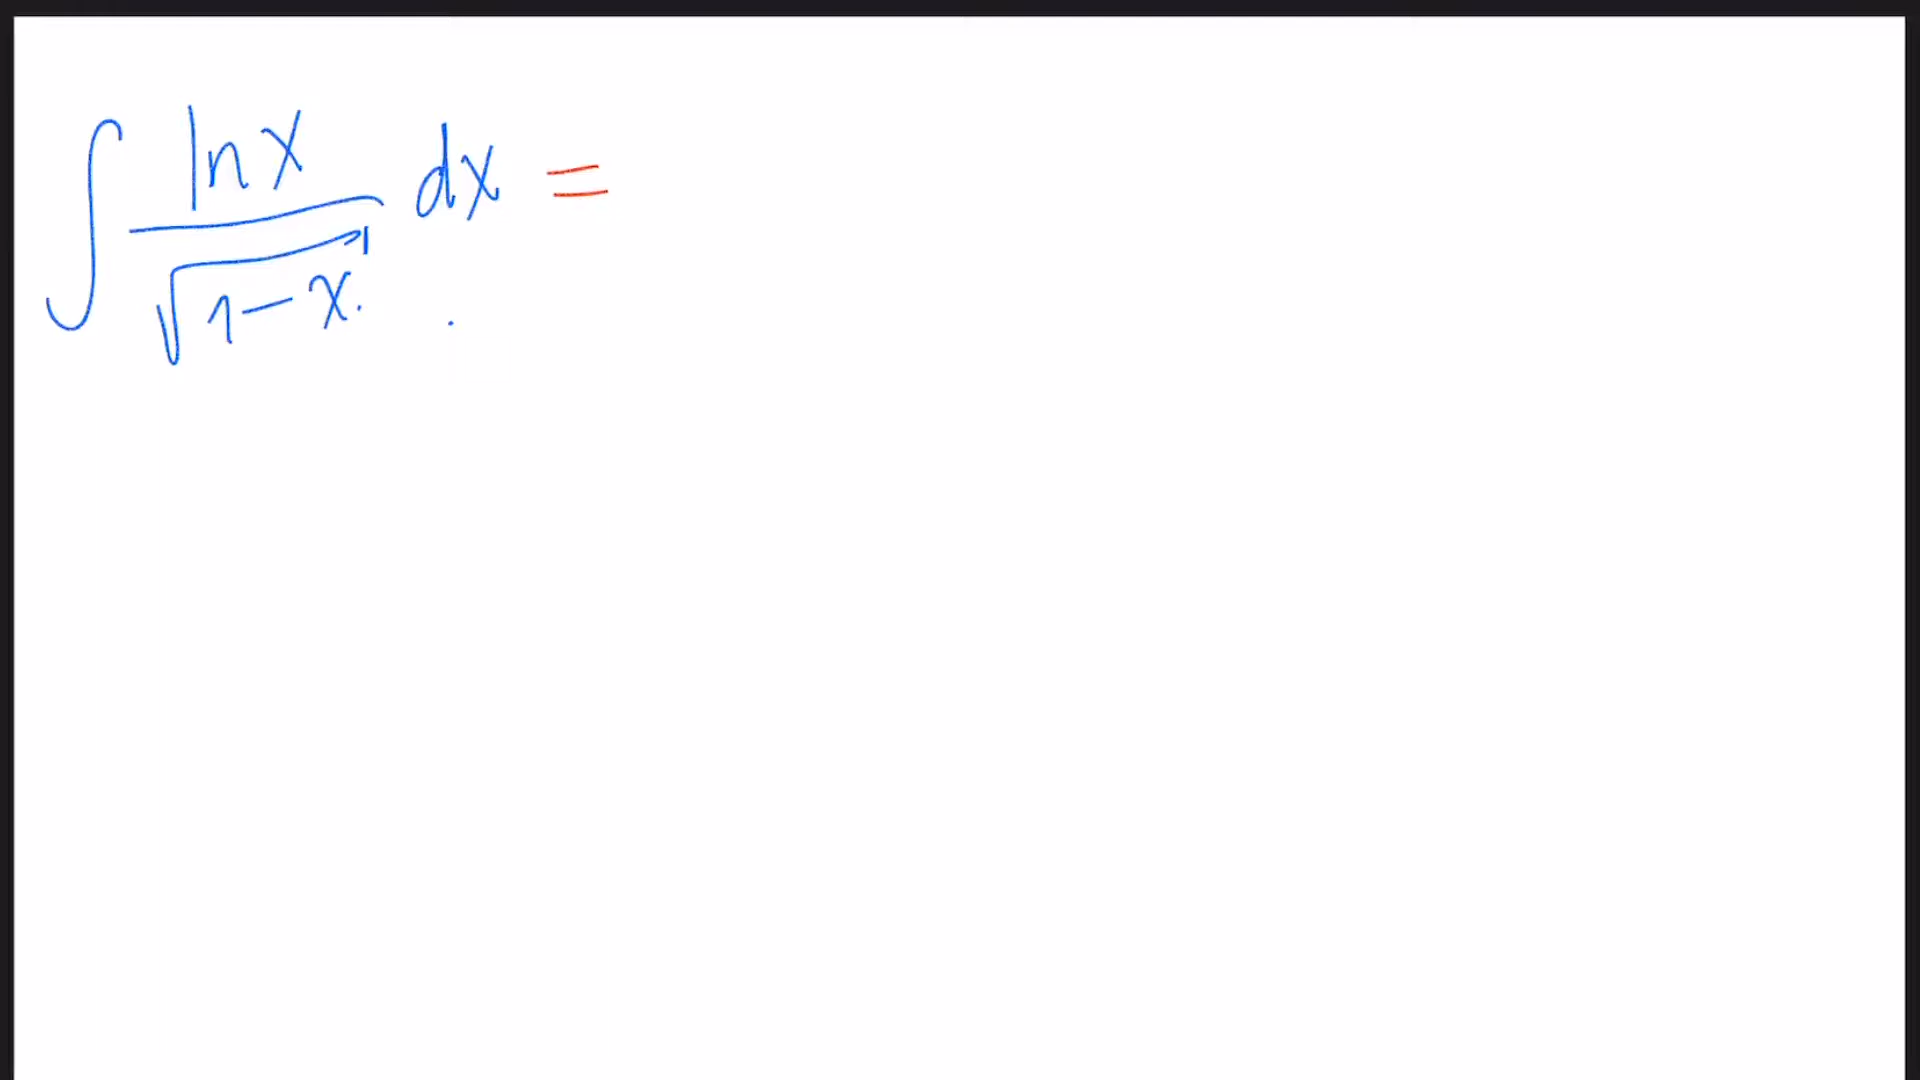 ∫ ln x / √(1 − x) dx =